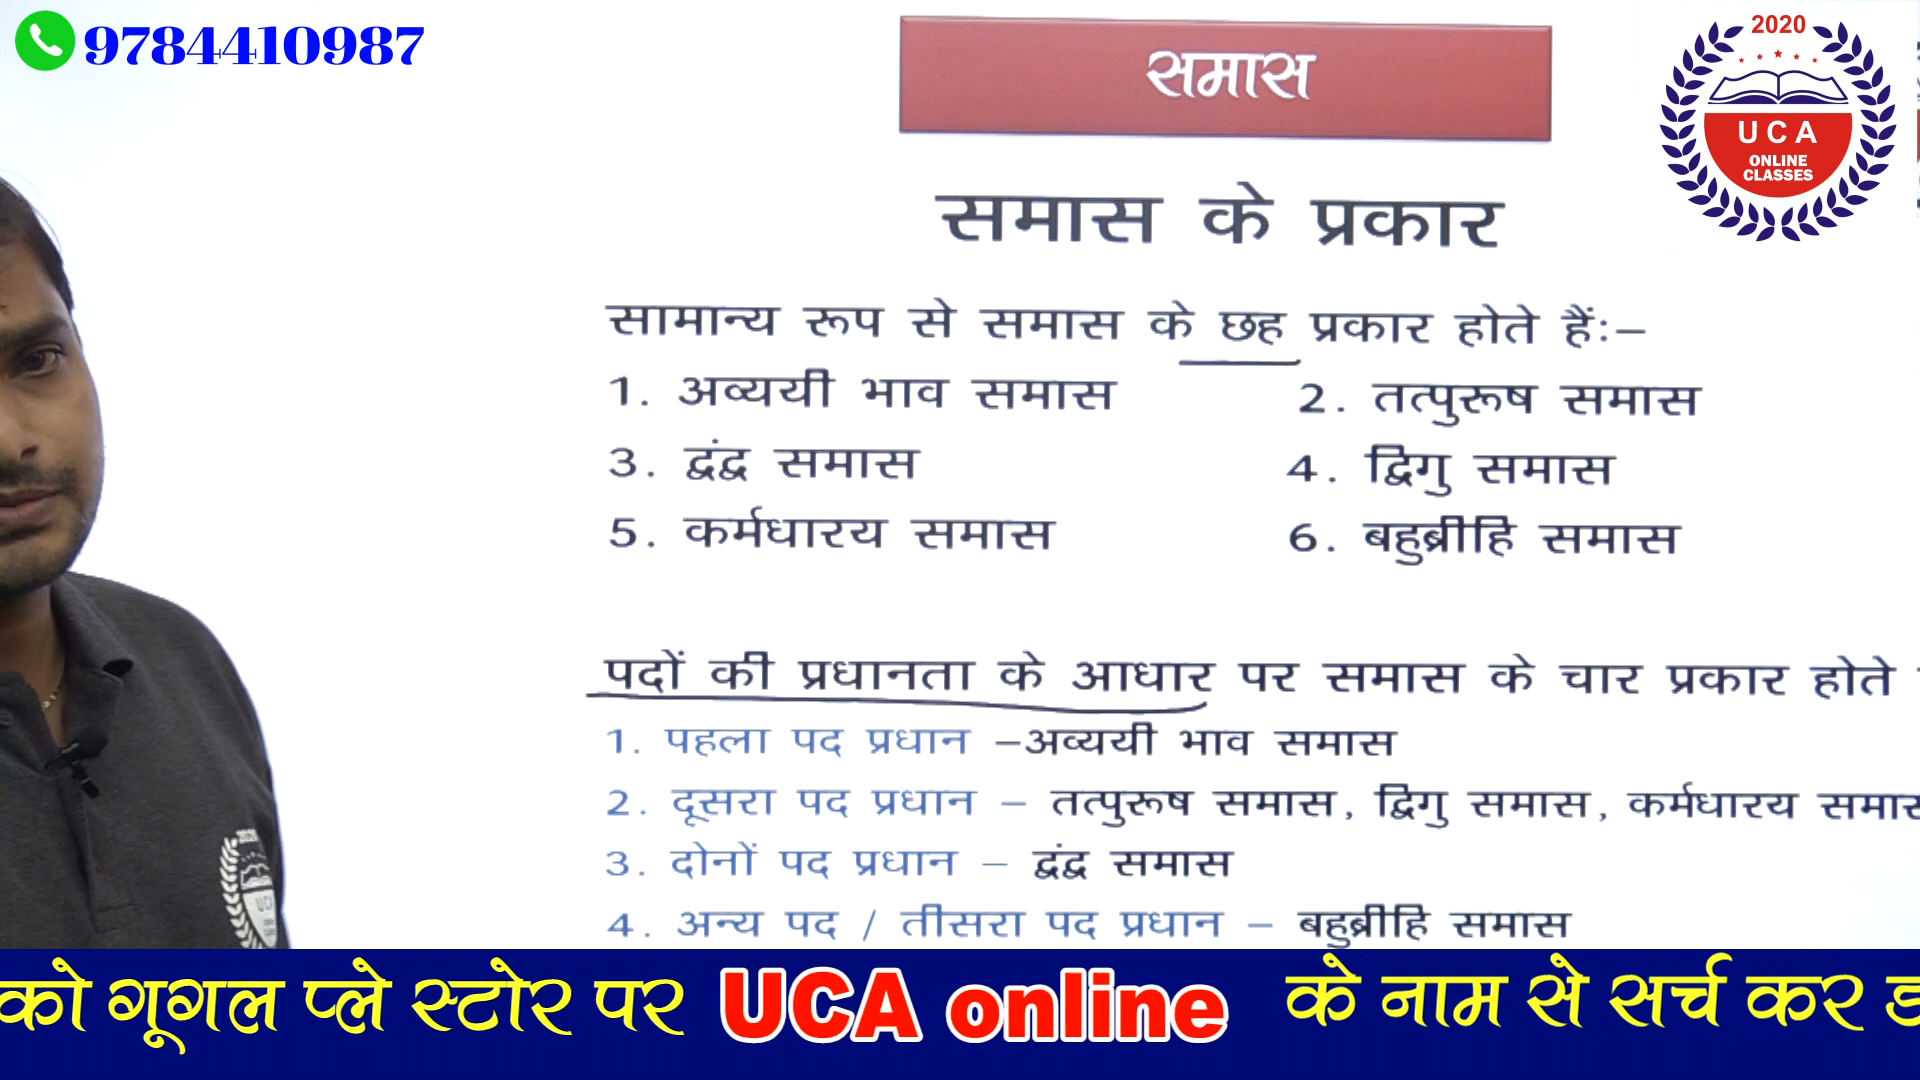 9784410987
समास
2020
UCA
ONLINE
CLASSES
समास के प्रकार
सामान्य रूप से समास के छह प्रकार होते हैंः–
1. अव्ययी भाव समास 2. तत्पुरूष समास
3. द्वंद्व समास 4. द्विगु समास
5. कर्मधारय समास 6. बहुब्रीहि समास
पदों की प्रधानता के आधार पर समास के चार प्रकार होते
1. पहला पद प्रधान –अव्ययी भाव समास
2. दूसरा पद प्रधान – तत्पुरूष समास, द्विगु समास, कर्मधारय समास
3. दोनों पद प्रधान – द्वंद्व समास
4. अन्य पद / तीसरा पद प्रधान – बहुब्रीहि समास
UCA
को गूगल प्ले स्टोर पर UCA online के नाम से सर्च कर